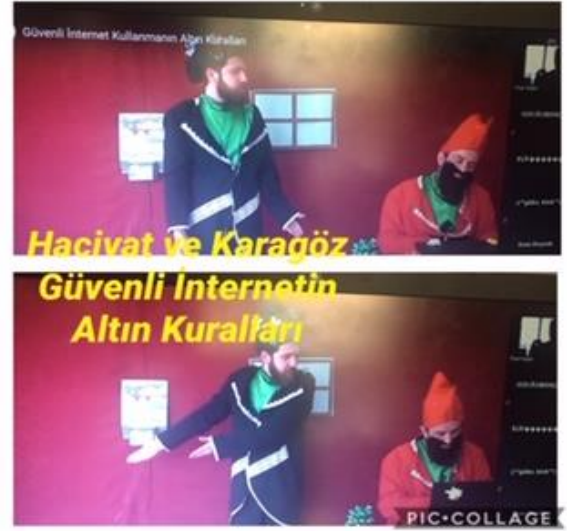 Güvenli İnternet Kullanmanın Altın Kuralları
Hacivat ve Karagöz
Güvenli İnternetin
Altın Kuralları
PIC•COLLAGE